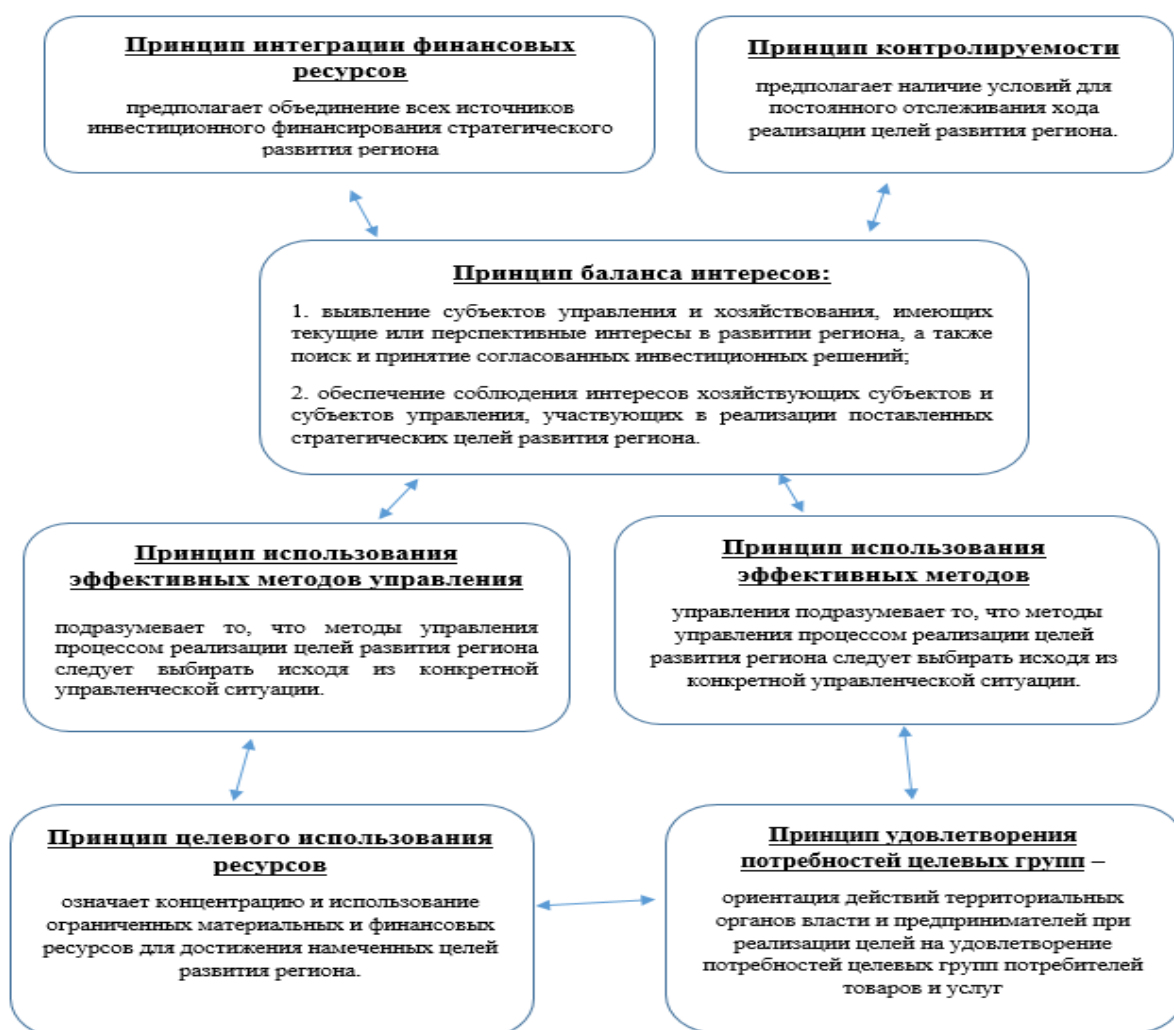 Принцип интеграции финансовых
ресурсов
предполагает объединение всех источников
инвестиционного финансирования стратегического
развития региона
Принцип контролируемости
предполагает наличие условий для
постоянного отслеживания хода
реализации целей развития региона.
Принцип баланса интересов:
1. выявление субъектов управления и хозяйствования, имеющих
текущие или перспективные интересы в развитии региона, а также
поиск и принятие согласованных инвестиционных решений;
2. обеспечение соблюдения интересов хозяйствующих субъектов и
субъектов управления, участвующих в реализации поставленных
стратегических целей развития региона.
Принцип использования
эффективных методов управления
подразумевает то, что методы управления
процессом реализации целей развития региона
следует выбирать исходя из конкретной
управленческой ситуации.
Принцип использования
эффективных методов
управления подразумевает то, что методы
управления процессом реализации целей
развития региона следует выбирать исходя из
конкретной управленческой ситуации.
Принцип целевого использования
ресурсов
означает концентрацию и использование
ограниченных материальных и финансовых
ресурсов для достижения намеченных целей
развития региона.
Принцип удовлетворения
потребностей целевых групп –
ориентация действий территориальных
органов власти и предпринимателей при
реализации целей на удовлетворение
потребностей целевых групп потребителей
товаров и услуг